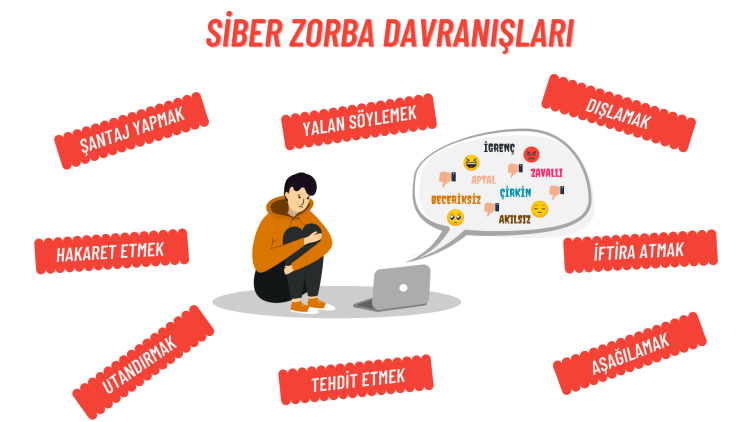 SİBER ZORBA DAVRANIŞLARI
ŞANTAJ YAPMAK
YALAN SÖYLEMEK
DIŞLAMAK
İGRENÇ
APTAL
ZAVALLI
BECERİKSİZ
ÇİRKİN
AKILSIZ
HAKARET ETMEK
İFTİRA ATMAK
UTANDIRMAK
TEHDİT ETMEK
AŞAĞILAMAK